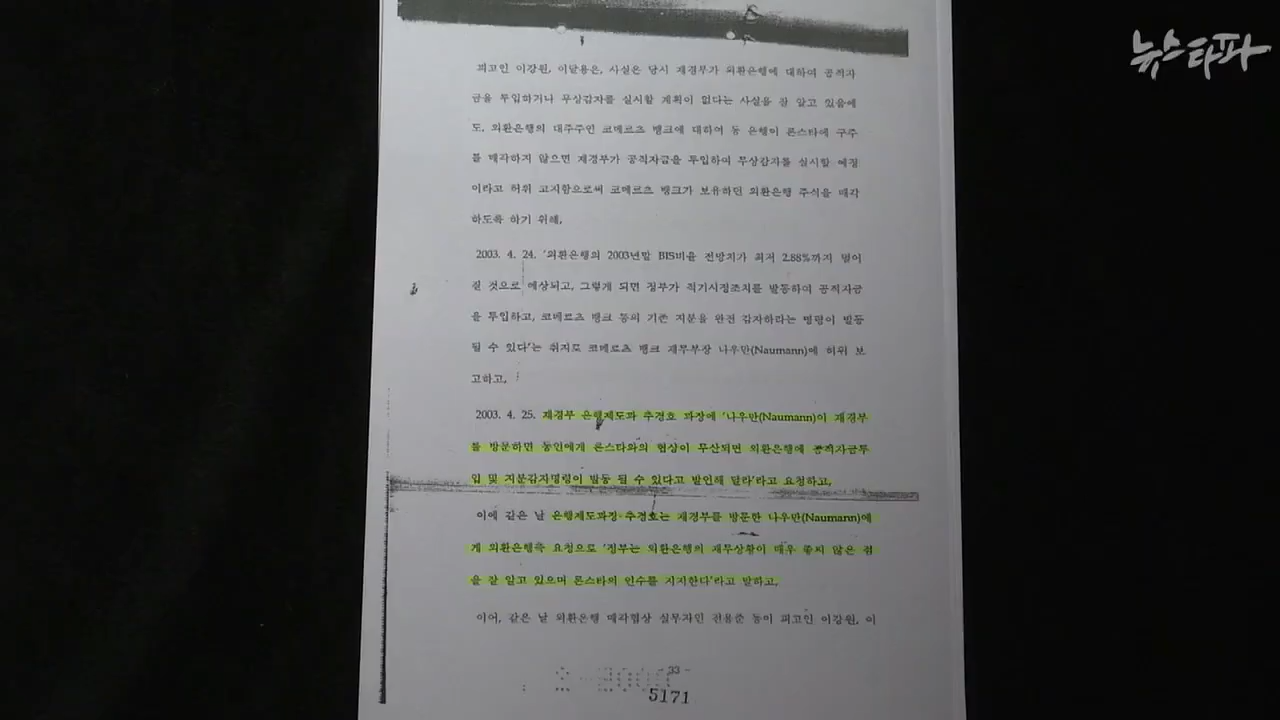 뉴스타파
피고인 이강원, 이달용은, 사실은 당시 재경부가 외환은행에 대하여 공적자
금을 투입하거나 무상감자를 실시할 계획이 없다는 사실을 잘 알고 있음에
도, 외환은행의 대주주인 코메르츠 뱅크에 대하여 동 은행이 론스타에 구주
를 매각하지 않으면 재경부가 공적자금을 투입하여 무상감자를 실시할 예정
이라고 허위 고지함으로써 코메르츠 뱅크가 보유하던 외환은행 주식을 매각
하도록 하기 위해,
2003. 4. 24. '외환은행의 2003년말 BIS비율 전망치가 최저 2.88%까지 떨어
질 것으로 예상되고, 그렇게 되면 정부가 적기시정조치를 발동하여 공적자금
을 투입하고, 코메르츠 뱅크 등의 기존 지분을 완전 감자하라는 명령이 발동
될 수 있다'는 취지로 코메르츠 뱅크 재무부장 나우만(Naumann)에 허위 보
고하고,
2003. 4. 25. 재경부 은행제도과 추경호 과장에 '나우만(Naumann)이 재경부
를 방문하면 동인에게 론스타와의 협상이 무산되면 외환은행에 공적자금투
입 및 지분감자명령이 발동 될 수 있다고 발언해 달라'라고 요청하고,
이에 같은 날 은행제도과장 추경호는 재경부를 방문한 나우만(Naumann)에
게 외환은행측 요청으로 '정부는 외환은행의 재무상황이 매우 좋지 않은 점
을 잘 알고 있으며 론스타의 인수를 지지한다'라고 말하고,
이어, 같은 날 외환은행 매각협상 실무자인 전용준 등이 피고인 이강원, 이
- 33 -
5171